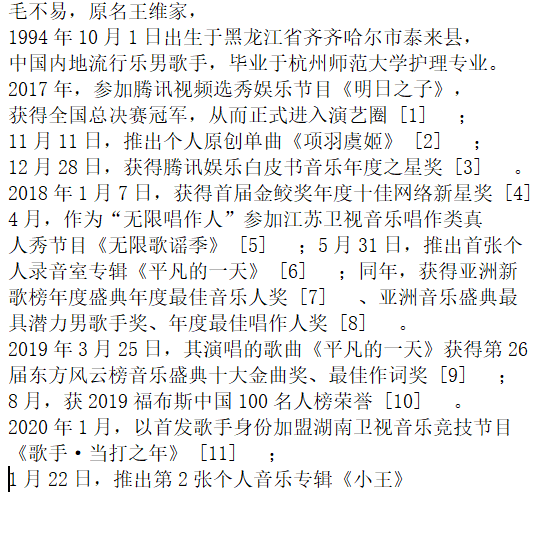 毛不易，原名王维家，
1994 年 10 月 1 日出生于黑龙江省齐齐哈尔市泰来县，
中国内地流行乐男歌手，毕业于杭州师范大学护理专业。
2017 年，参加腾讯视频选秀娱乐节目《明日之子》，
获得全国总决赛冠军，从而正式进入演艺圈 [1] ；
11 月 11 日，推出个人原创单曲《项羽虞姬》 [2] ；
12 月 28 日，获得腾讯娱乐白皮书音乐年度之星奖 [3] 。
2018 年 1 月 7 日，获得首届金鲛奖年度十佳网络新星奖 [4]
4 月，作为“无限唱作人”参加江苏卫视音乐唱作类真
人秀节目《无限歌谣季》 [5] ；5 月 31 日，推出首张个
人录音室专辑《平凡的一天》 [6] ；同年，获得亚洲新
歌榜年度盛典年度最佳音乐人奖 [7] 、亚洲音乐盛典最
具潜力男歌手奖、年度最佳唱作人奖 [8] 。
2019 年 3 月 25 日，其演唱的歌曲《平凡的一天》获得第 26
届东方风云榜音乐盛典十大金曲奖、最佳作词奖 [9] ；
8 月，获 2019 福布斯中国 100 名人榜荣誉 [10] 。
2020 年 1 月，以首发歌手身份加盟湖南卫视音乐竞技节目
《歌手·当打之年》 [11] ；
1 月 22 日，推出第 2 张个人音乐专辑《小王》